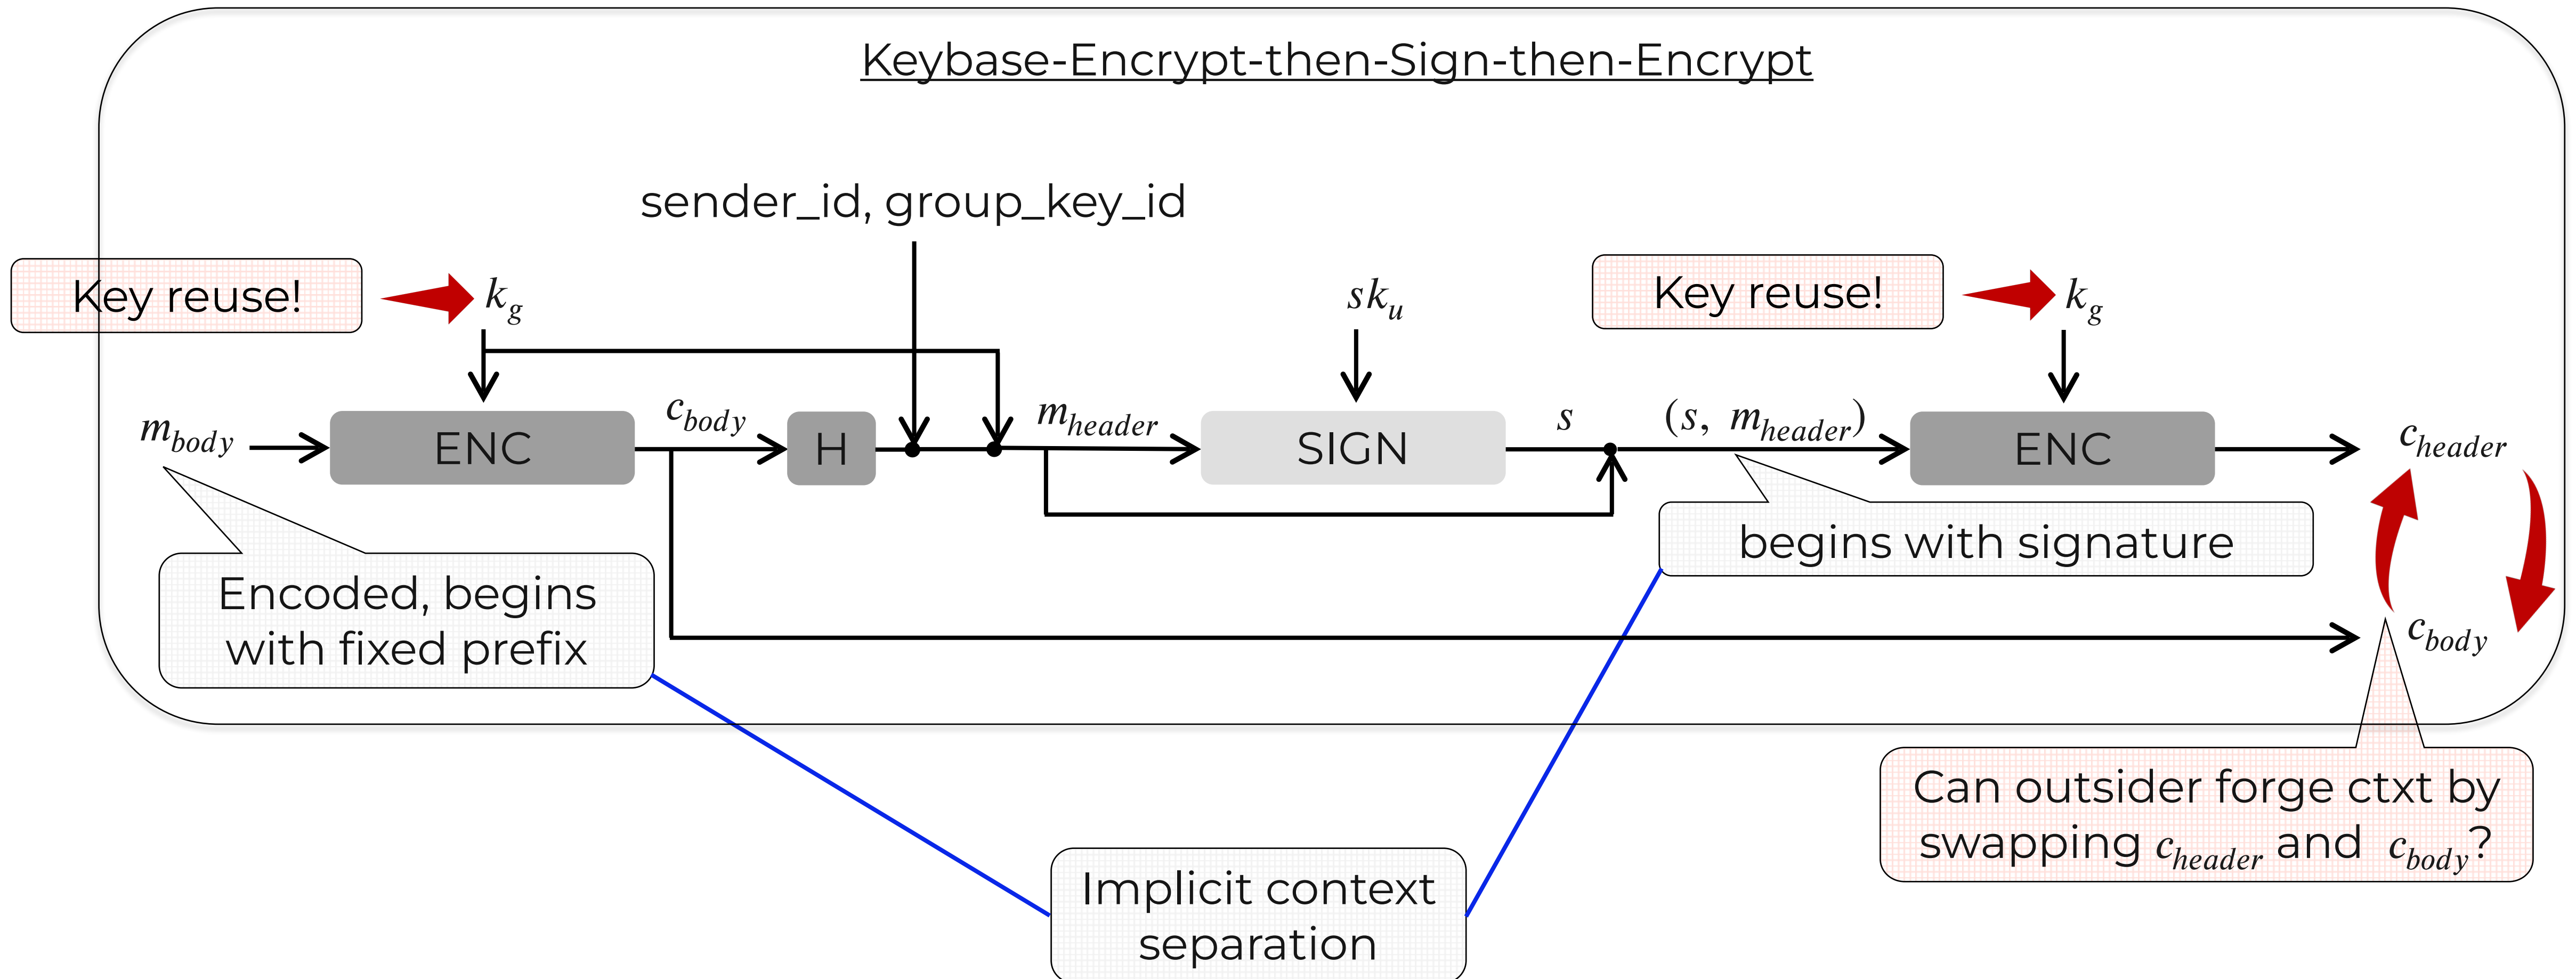 Keybase-Encrypt-then-Sign-then-Encrypt
sender_id, group_key_id
Key reuse!
k_g
sk_u
Key reuse!
k_g
m_body
ENC
c_body
H
m_header
SIGN
s
(s, m_header)
ENC
c_header
begins with signature
Encoded, begins
with fixed prefix
c_body
Can outsider forge ctxt by
swapping c_header and c_body?
Implicit context
separation